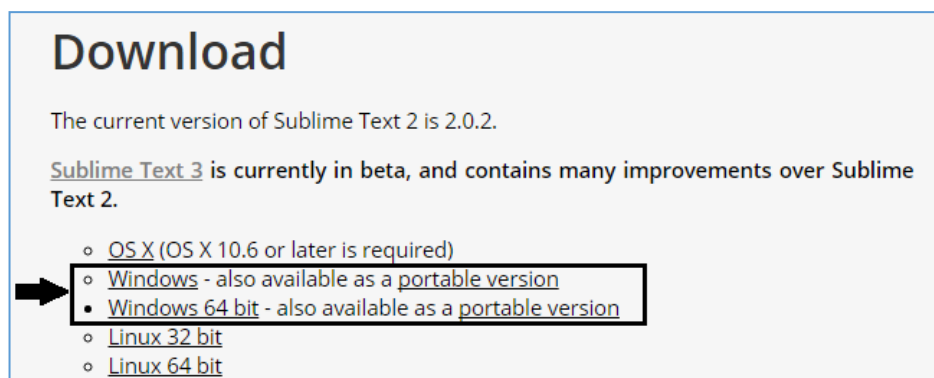 Download
The current version of Sublime Text 2 is 2.0.2.
Sublime Text 3 is currently in beta, and contains many improvements over Sublime
Text 2.
OS X (OS X 10.6 or later is required)
Windows - also available as a portable version
Windows 64 bit - also available as a portable version
Linux 32 bit
Linux 64 bit